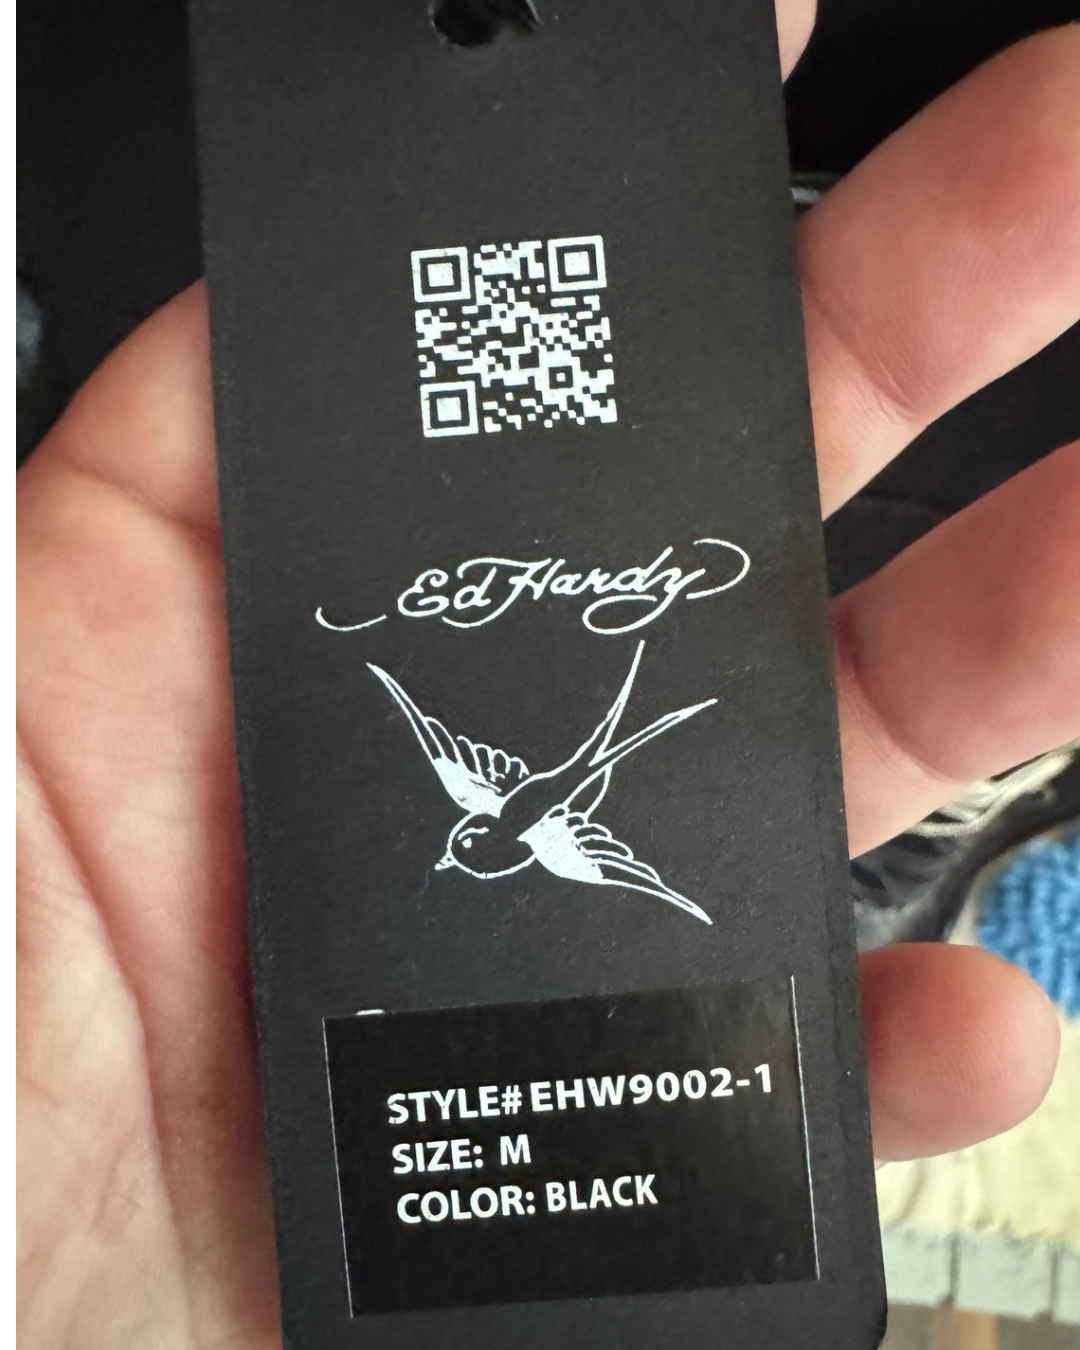 Ed Hardy
STYLE# EHW9002-1
SIZE: M
COLOR: BLACK